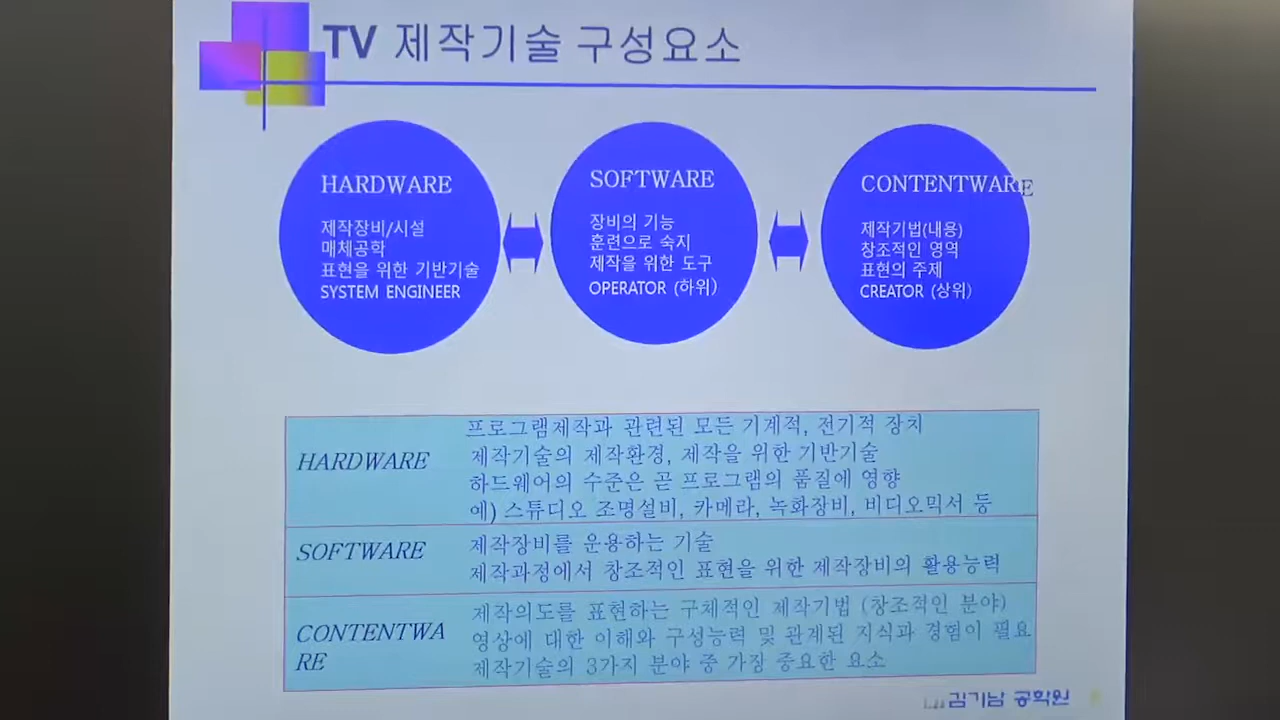 TV 제작기술 구성요소
HARDWARE
제작장비/시설
매체공학
표현을 위한 기반기술
SYSTEM ENGINEER
SOFTWARE
장비의 기능
훈련으로 숙지
제작을 위한 도구
OPERATOR (하위)
CONTENTWARE
제작기법(내용)
창조적인 영역
표현의 주제
CREATOR (상위)
HARDWARE
프로그램제작과 관련된 모든 기계적, 전기적 장치
제작기술의 제작환경, 제작을 위한 기반기술
하드웨어의 수준은 곧 프로그램의 품질에 영향
예) 스튜디오 조명설비, 카메라, 녹화장비, 비디오믹서 등
SOFTWARE
제작장비를 운용하는 기술
제작과정에서 창조적인 표현을 위한 제작장비의 활용능력
CONTENTWA
RE
제작의도를 표현하는 구체적인 제작기법 (창조적인 분야)
영상에 대한 이해와 구성능력 및 관계된 지식과 경험이 필요
제작기술의 3가지 분야 중 가장 중요한 요소
김기남 공학원